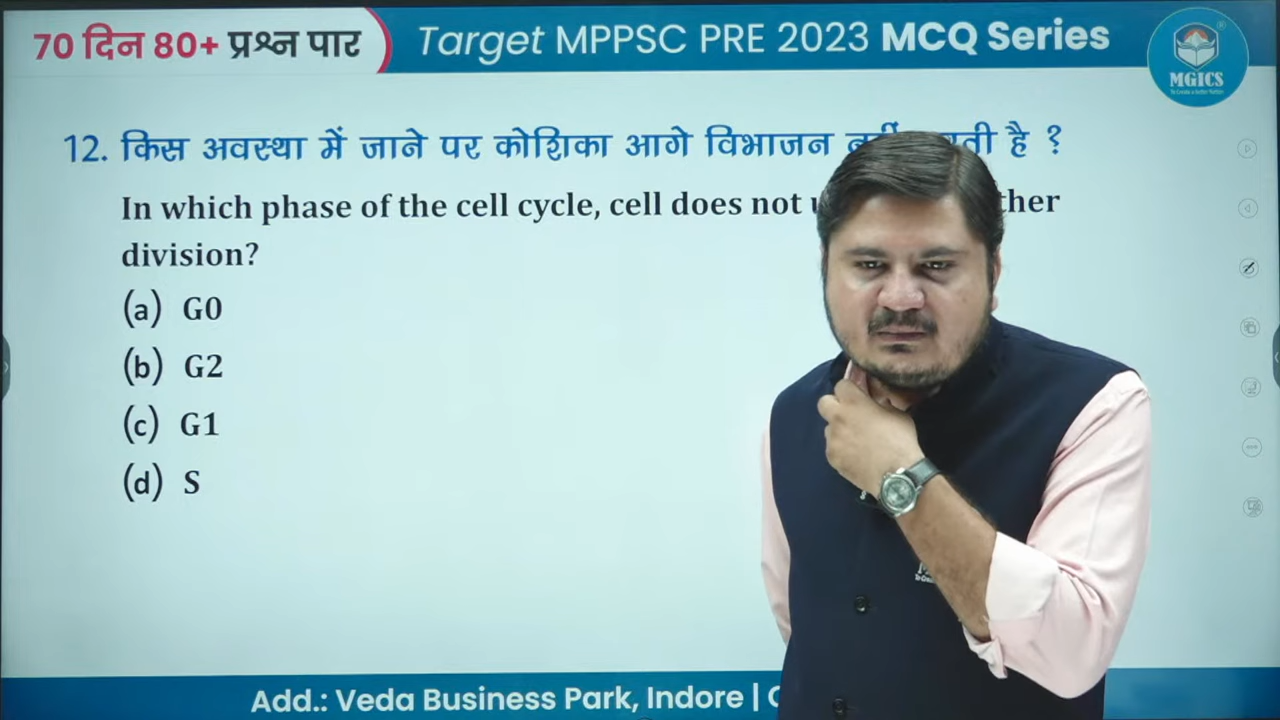 70 दिन 80+ प्रश्न पार
Target MPPSC PRE 2023 MCQ Series
MGICS
12. किस अवस्था में जाने पर कोशिका आगे विभाजन है ?
In which phase of the cell cycle, cell does not
division?
(a) G0
(b) G2
(c) G1
(d) S
Add.: Veda Business Park, Indore |